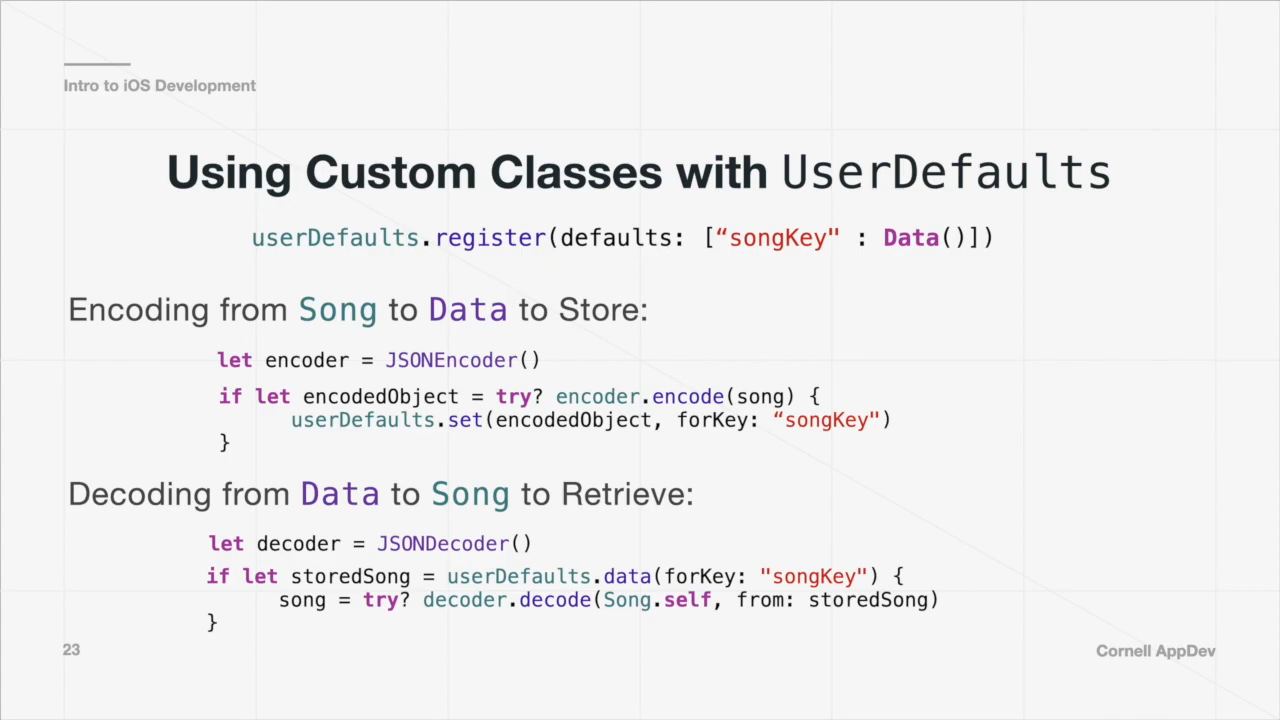 Intro to iOS Development
Using Custom Classes with UserDefaults
userDefaults.register(defaults: [“songKey" : Data()])
Encoding from Song to Data to Store:
let encoder = JSONEncoder()
if let encodedObject = try? encoder.encode(song) {
userDefaults.set(encodedObject, forKey: “songKey")
}
Decoding from Data to Song to Retrieve:
let decoder = JSONDecoder()
if let storedSong = userDefaults.data(forKey: "songKey") {
song = try? decoder.decode(Song.self, from: storedSong)
}
23
Cornell AppDev